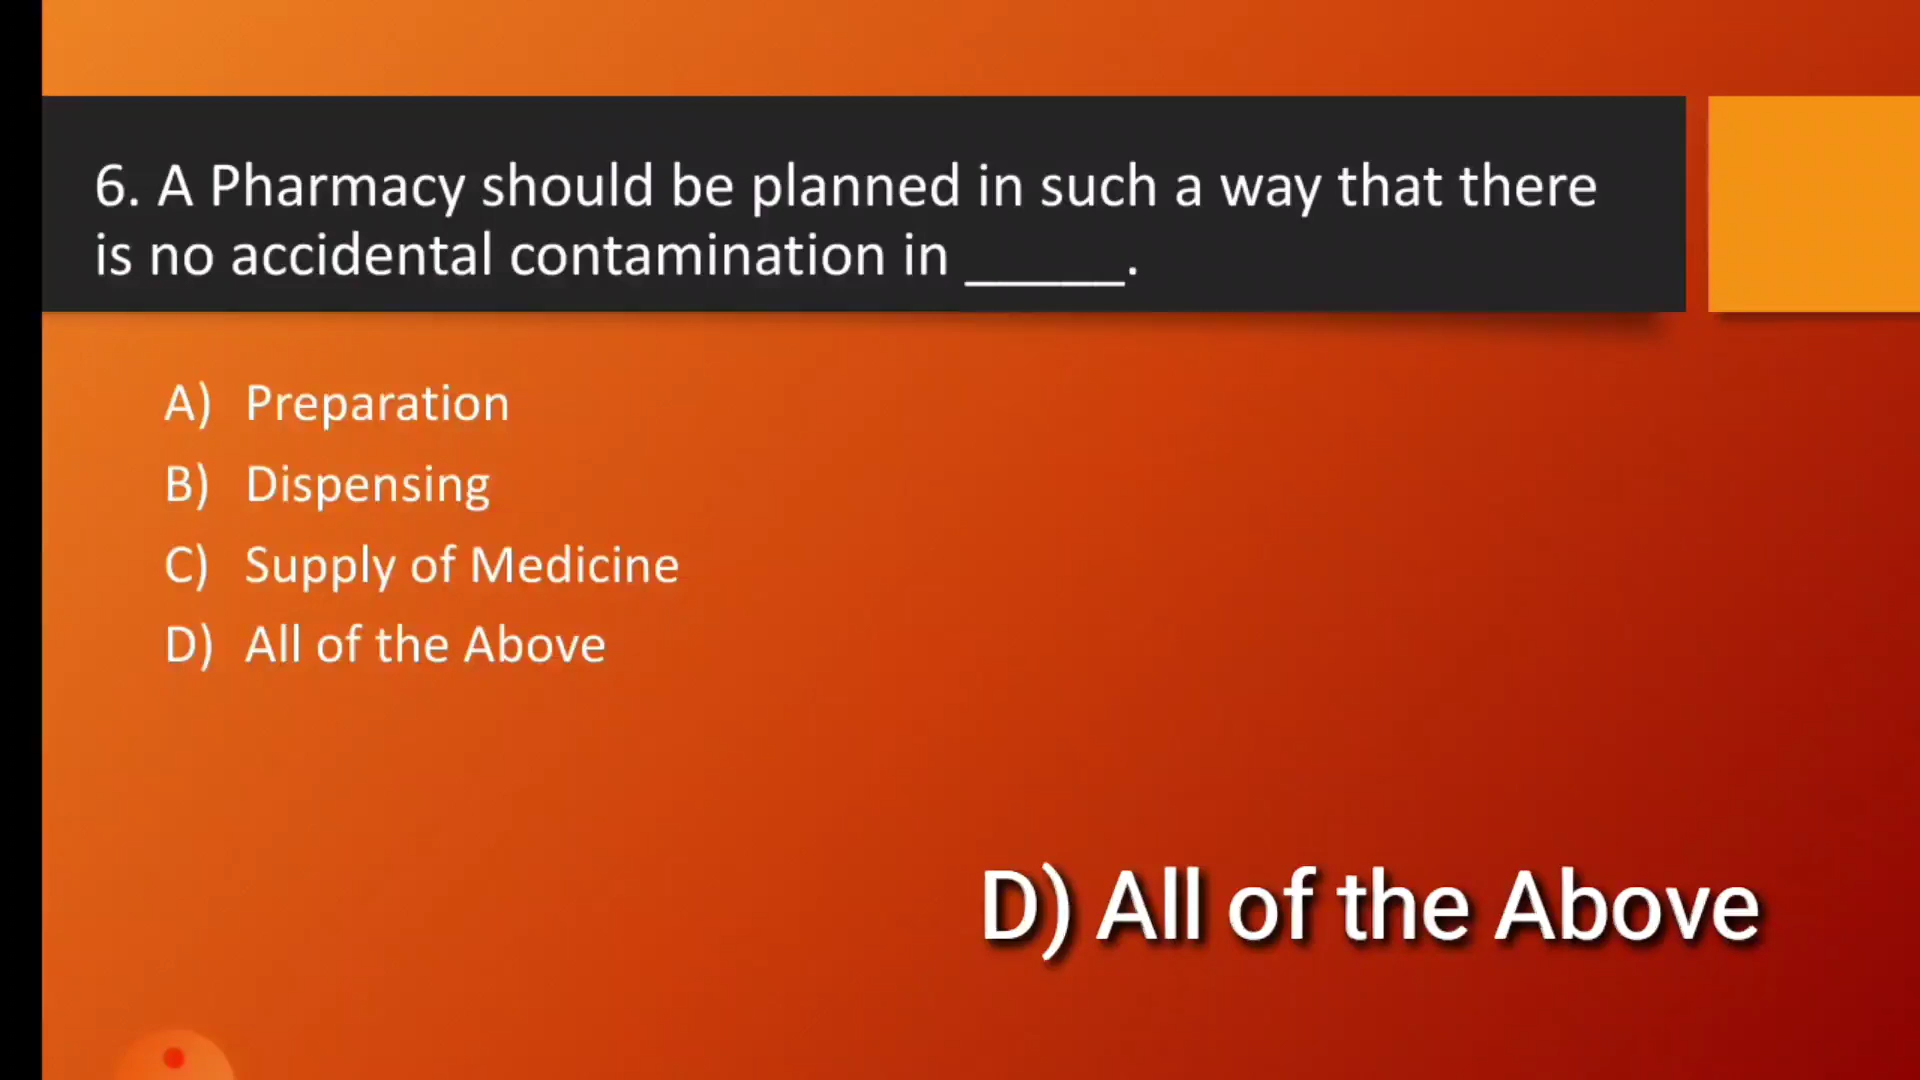 6. A Pharmacy should be planned in such a way that there
is no accidental contamination in _____.
A) Preparation
B) Dispensing
C) Supply of Medicine
D) All of the Above
D) All of the Above